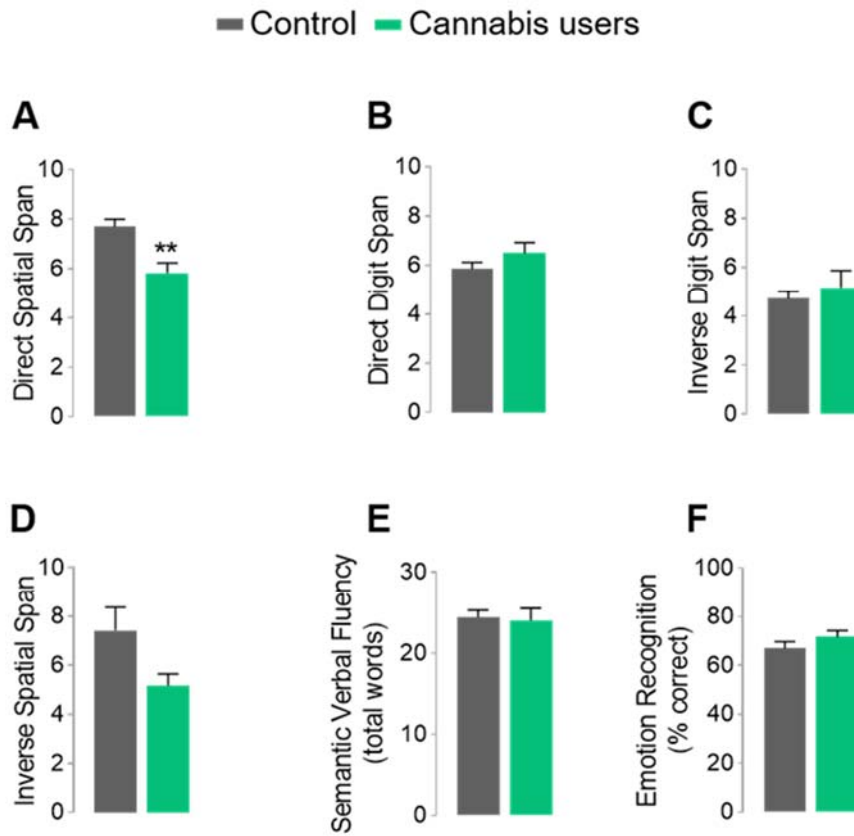 Control Cannabis users
A
Direct Spatial Span
10
8
6
4
2
0
**
B
Direct Digit Span
10
8
6
4
2
0
C
Inverse Digit Span
10
8
6
4
2
0
D
Inverse Spatial Span
10
8
6
4
2
0
E
Semantic Verbal Fluency
(total words)
30
20
10
0
F
Emotion Recognition
(% correct)
100
80
60
40
20
0